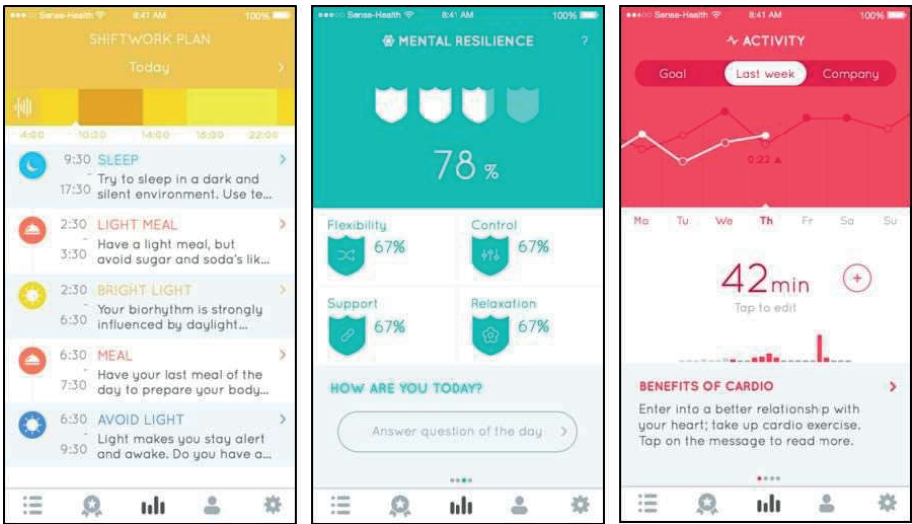 Sense-Health 8:41 AM 100%
SHIFTWORK PLAN
Today
4:00 10:00 14:00 18:00 22:00
9:30 SLEEP
-
17:30
Try to sleep in a dark and
silent environment. Use te...
2:30 LIGHT MEAL
-
3:30
Have a light meal, but
avoid sugar and soda's lik...
2:30 BRIGHT LIGHT
-
6:30
Your biorhythm is strongly
influenced by daylight...
6:30 MEAL
-
7:30
Have your last meal of the
day to prepare your body...
6:30 AVOID LIGHT
-
9:30
Light makes you stay alert
and awake. Do you have a...
Sense-Health 8:41 AM 100%
MENTAL RESILIENCE ?
78 %
Flexibility Control
67% 67%
Support Relaxation
67% 67%
HOW ARE YOU TODAY?
Answer question of the day
Sense-Health 8:41 AM 100%
ACTIVITY
Goal Last week Company
0:22
Mo Tu We Th Fr Sa Su
42 min
Tap to edit
BENEFITS OF CARDIO
Enter into a better relationship with
your heart; take up cardio exercise.
Tap on the message to read more.